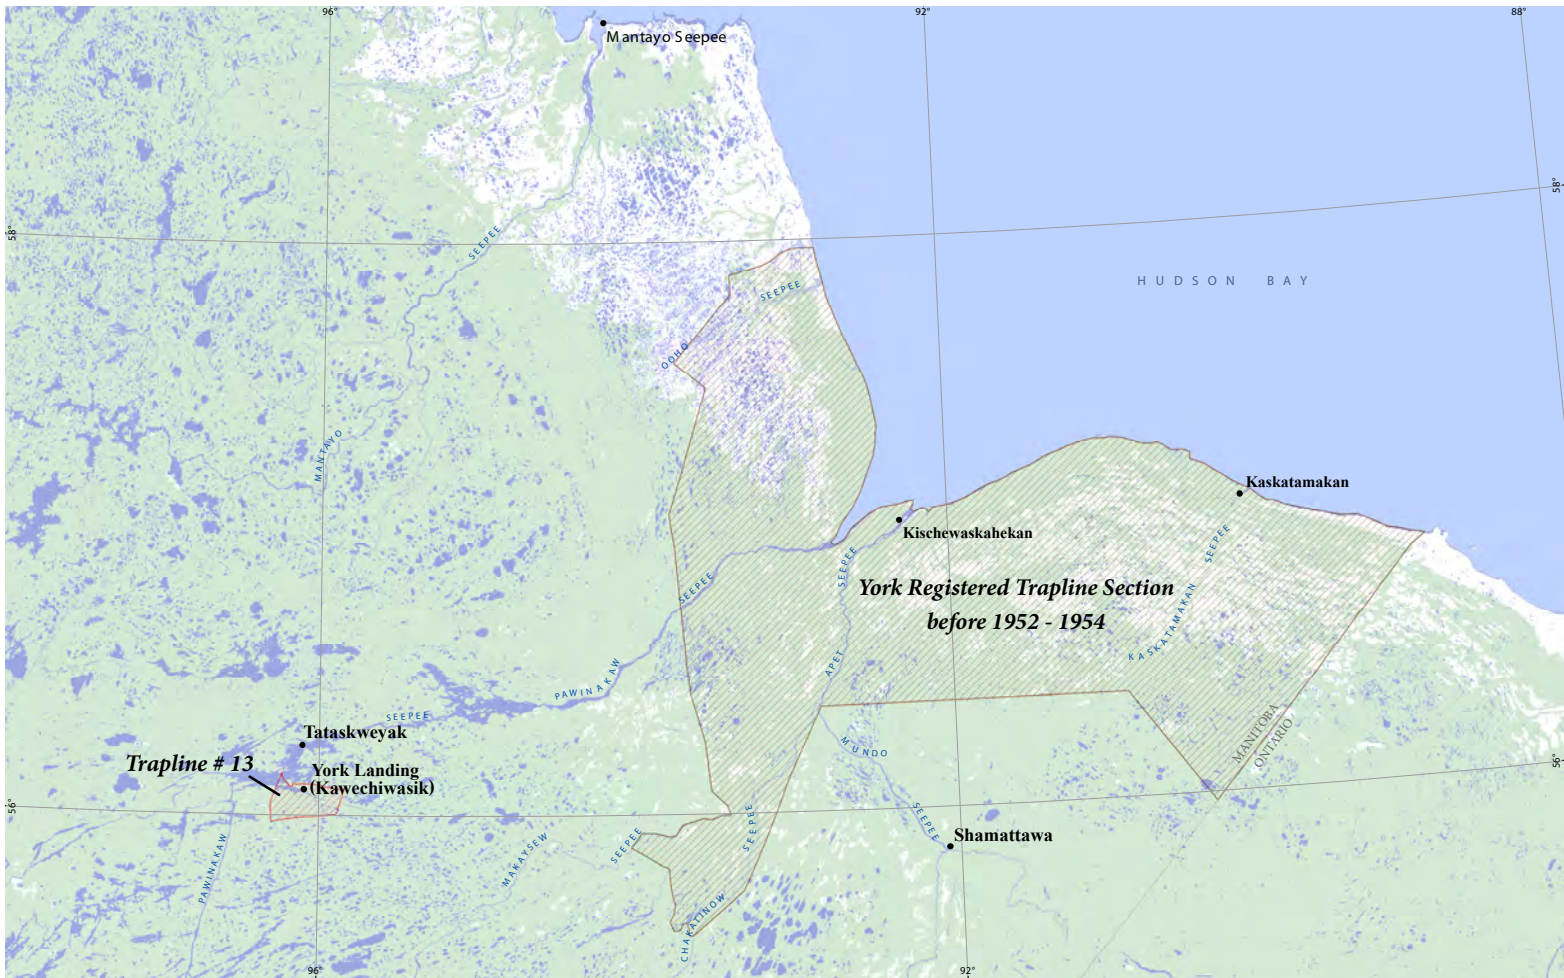 96°
92°
88°
Mantayo Seepee
58°
58°
SEEPEE
HUDSON BAY
SEEPEE
OOHO
MANTAYO
Kaskatamakan
Kischewaskahekan
SEEPEE
SEEPEE
SEEPEE
York Registered Trapline Section
before 1952 - 1954
KASKATAMAKAN
APET
PAWINAKAW
SEEPEE
MANITOBA
ONTARIO
Tataskweyak
MUNDO
Trapline # 13
York Landing
(Kawechiwasik)
56°
56°
SEEPEE
SEEPEE
SEEPEE
Shamattawa
PAWINAKAW
MAKAYSEW
CHAKATINOW
96°
92°